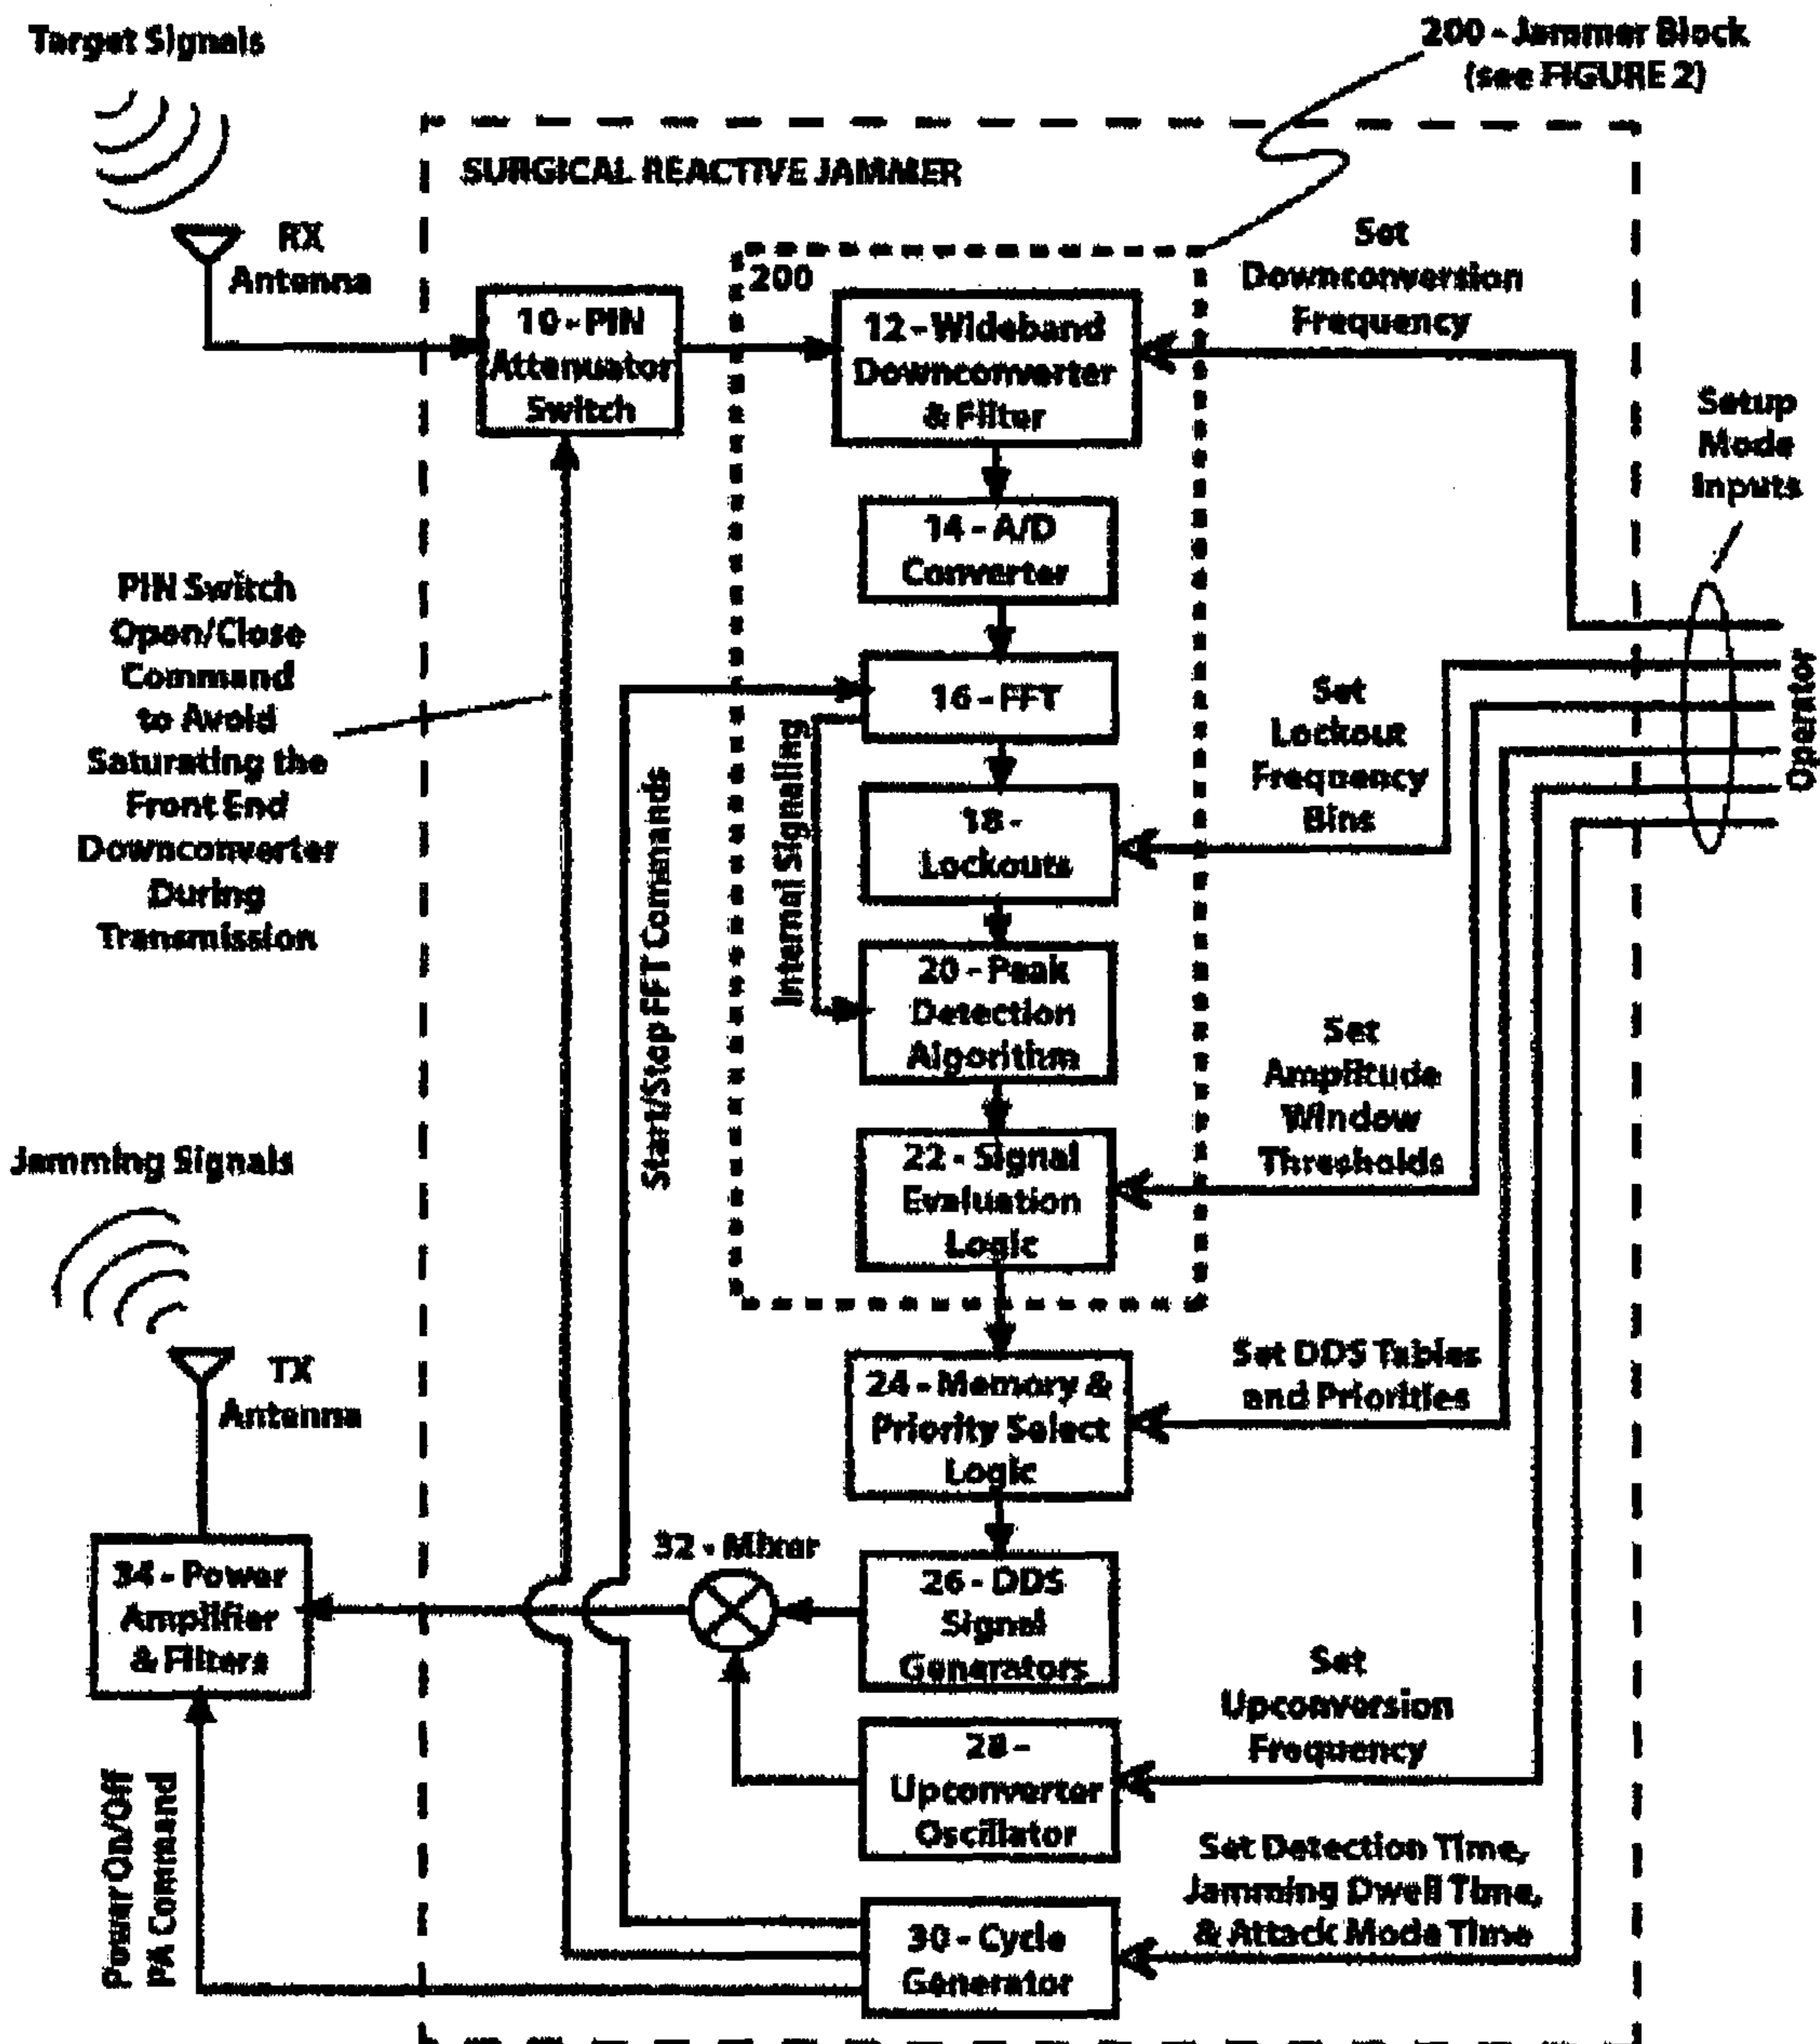 Target Signals
200 - Jammer Block
(see FIGURE 2)
SURGICAL REACTIVE JAMMER
RX
Antenna
200
Set
Downconversion
Frequency
10 - PIN
Attenuator
Switch
12 - Wideband
Downconverter
& Filter
Setup
Mode
Inputs
14 - A/D
Converter
PIN Switch
Open/Close
Command
to Avoid
Saturating the
Front End
Downconverter
During
Transmission
16 - FFT
Operator
Set
Lockout
Frequency
Bins
Internal Signaling
Start/Stop FFT Commands
18 -
Lockouts
20 - Peak
Detection
Algorithm
Set
Amplitude
Window
Thresholds
Jamming Signals
22 - Signal
Evaluation
Logic
TX
Antenna
24 - Memory &
Priority Select
Logic
Set DDS Tables
and Priorities
34 - Power
Amplifier
& Filters
32 - Mixer
26 - DDS
Signal
Generators
Set
Upconversion
Frequency
28 -
Upconverter
Oscillator
Power On/Off
PA Command
Set Detection Time,
Jamming Dwell Time,
& Attack Mode Time
30 - Cycle
Generator